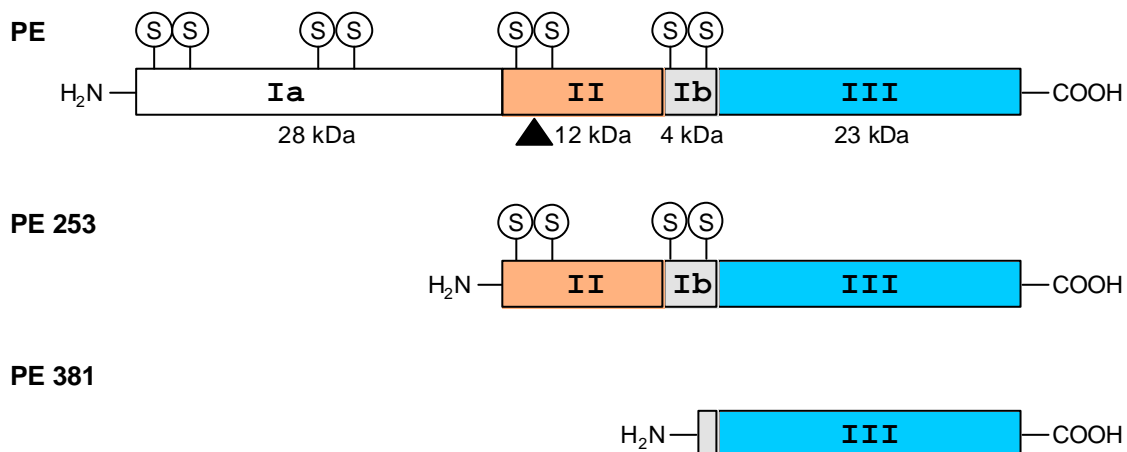 PE
S S S S S S S S
H₂N Ia II Ib III COOH
28 kDa 12 kDa 4 kDa 23 kDa
PE 253
S S S S
H₂N II Ib III COOH
PE 381
H₂N III COOH